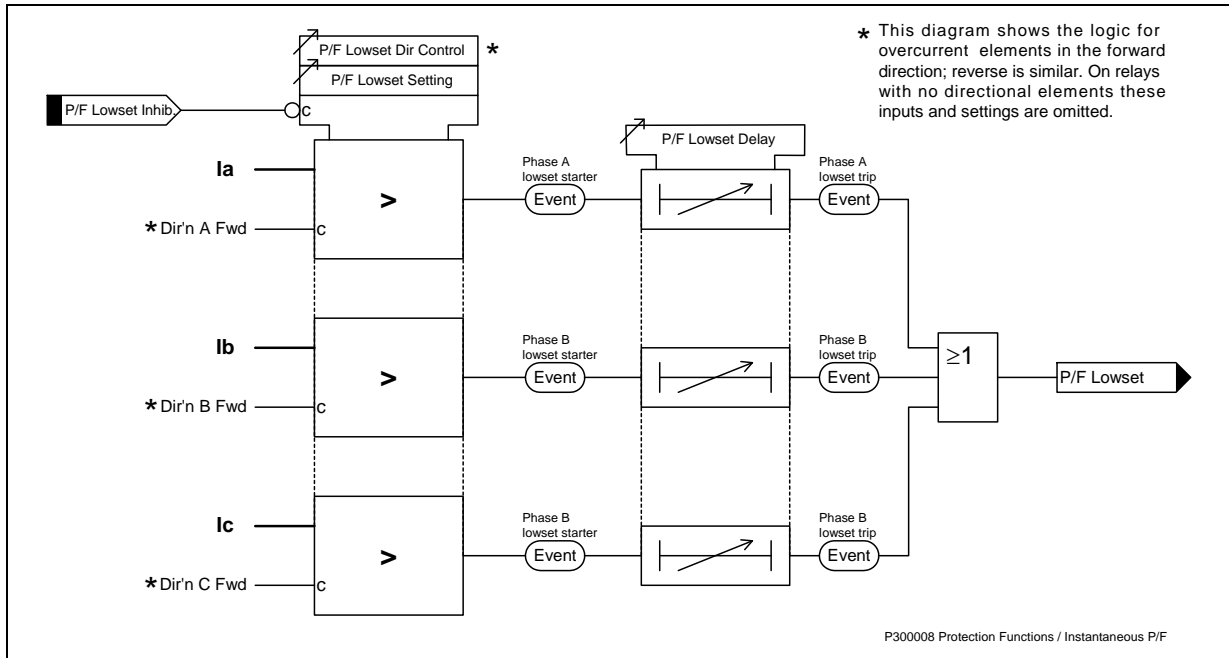 P/F Lowset Dir Control *
P/F Lowset Setting
P/F Lowset Inhib.
c
* This diagram shows the logic for
overcurrent elements in the forward
direction; reverse is similar. On relays
with no directional elements these
inputs and settings are omitted.
P/F Lowset Delay
Ia
>
* Dir'n A Fwd
c
Phase A
lowset starter
Event
Phase A
lowset trip
Event
Ib
>
* Dir'n B Fwd
c
Phase B
lowset starter
Event
Phase B
lowset trip
Event
≥1
P/F Lowset
Ic
>
* Dir'n C Fwd
c
Phase B
lowset starter
Event
Phase B
lowset trip
Event
P300008 Protection Functions / Instantaneous P/F